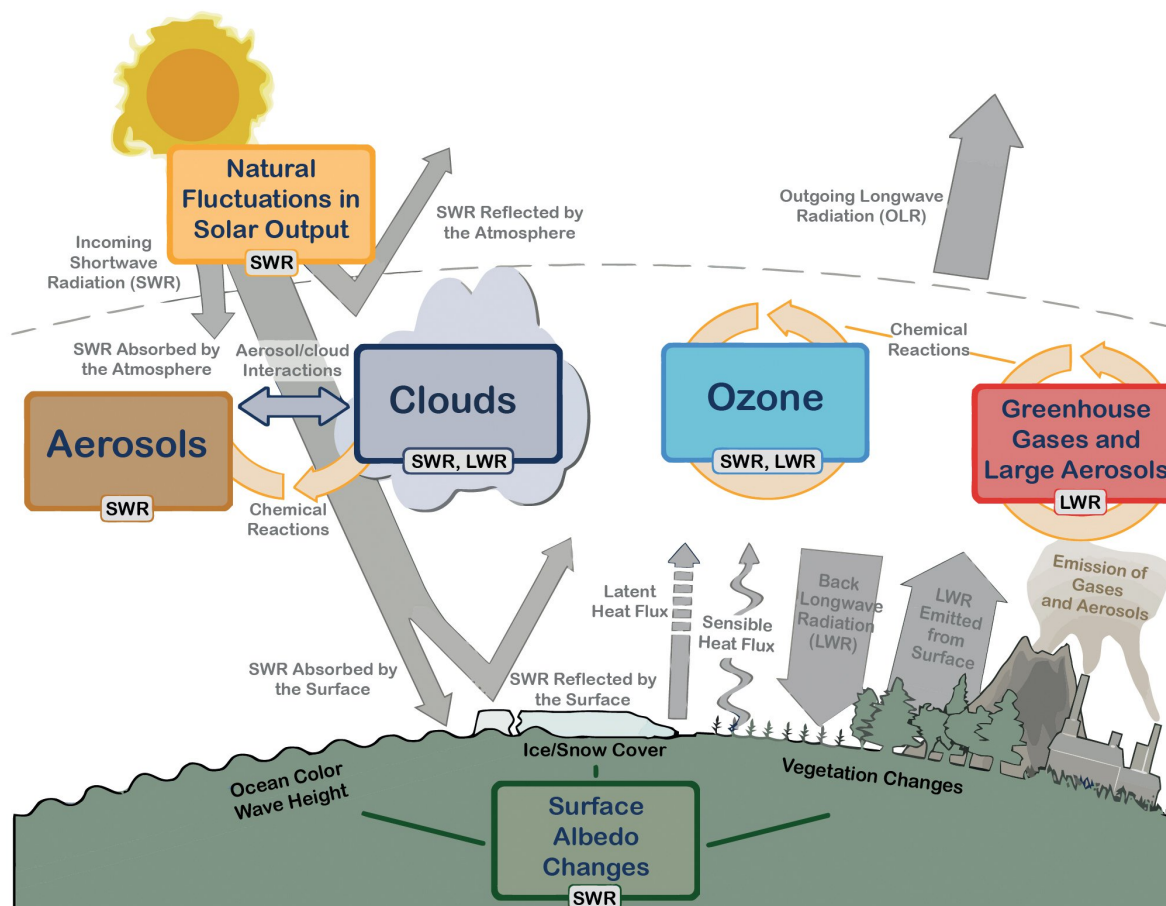 Natural
Fluctuations in
Solar Output
SWR
Incoming
Shortwave
Radiation (SWR)
SWR Reflected by
the Atmosphere
Outgoing Longwave
Radiation (OLR)
SWR Absorbed by
the Atmosphere
Aerosol/cloud
Interactions
Chemical
Reactions
Aerosols
SWR
Clouds
SWR, LWR
Ozone
SWR, LWR
Greenhouse
Gases and
Large Aerosols
LWR
Chemical
Reactions
Emission of
Gases
and Aerosols
Latent
Heat Flux
Sensible
Heat Flux
Back
Longwave
Radiation
(LWR)
LWR
Emitted
from
Surface
SWR Absorbed by
the Surface
SWR Reflected by
the Surface
Ice/Snow Cover
Ocean Color
Wave Height
Vegetation Changes
Surface
Albedo
Changes
SWR